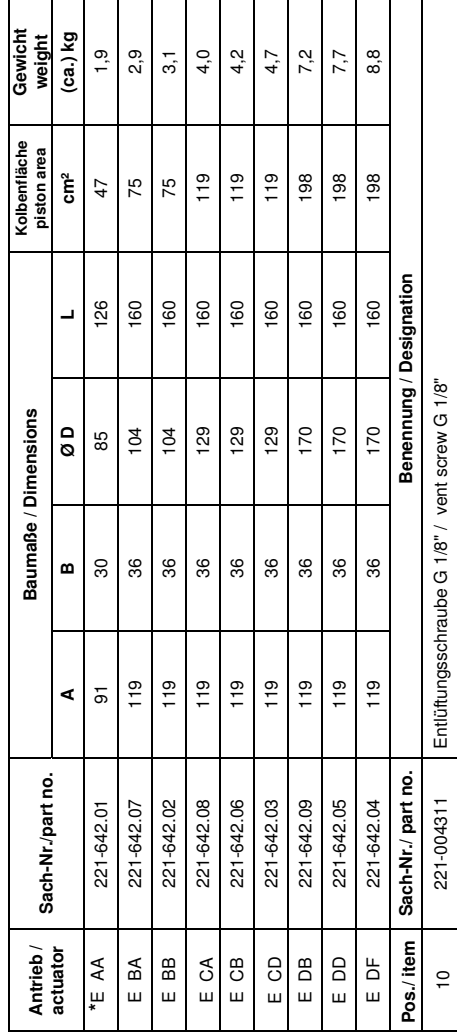 Antrieb / actuator Sach-Nr./part no. Baumaße / Dimensions Kolbenfläche piston area Gewicht weight
A B Ø D L cm² (ca.) kg
*E AA 221-642.01 91 30 85 126 47 1,9
E BA 221-642.07 119 36 104 160 75 2,9
E BB 221-642.02 119 36 104 160 75 3,1
E CA 221-642.08 119 36 129 160 119 4,0
E CB 221-642.06 119 36 129 160 119 4,2
E CD 221-642.03 119 36 129 160 119 4,7
E DB 221-642.09 119 36 170 160 198 7,2
E DD 221-642.05 119 36 170 160 198 7,7
E DF 221-642.04 119 36 170 160 198 8,8
Pos./ item Sach-Nr./ part no. Benennung / Designation
10 221-004311 Entlüftungsschraube G 1/8" / vent screw G 1/8"